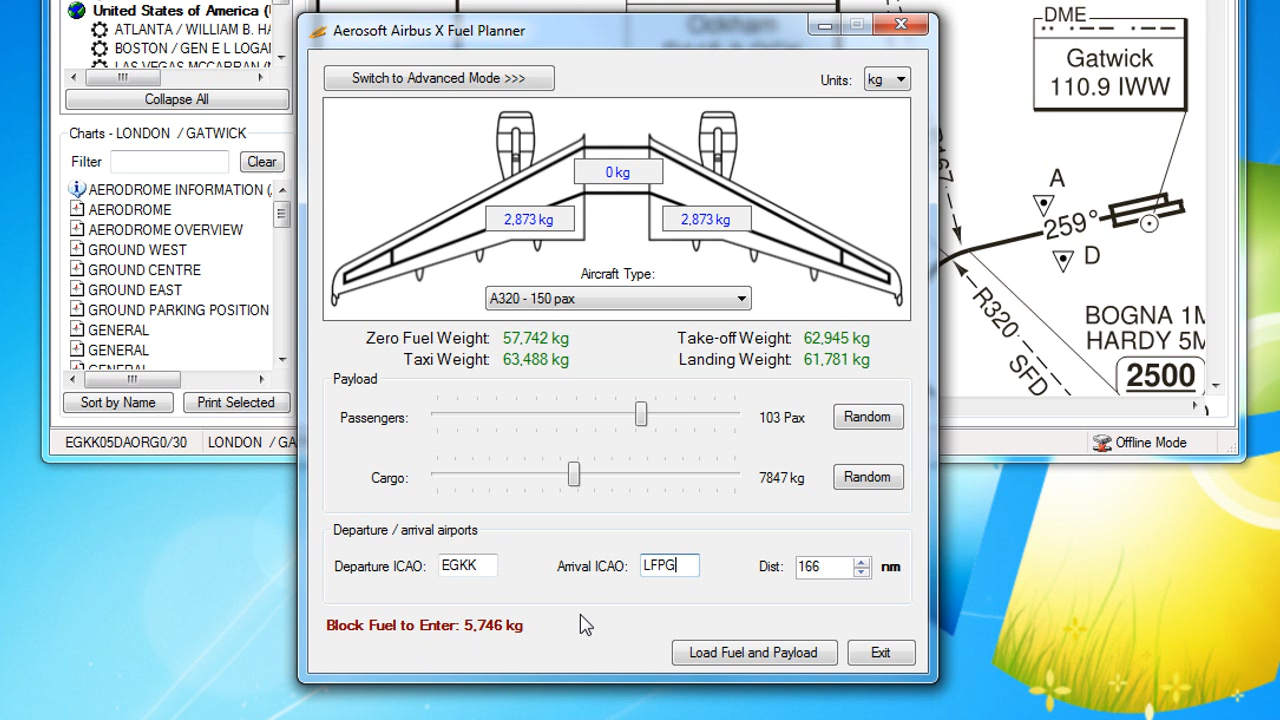 United States of America (
ATLANTA / WILLIAM B. HA
BOSTON / GEN E L LOGAI
LAS VEGAS MCCARRAN (N
Collapse All
Charts - LONDON / GATWICK
Filter
Clear
AERODROME INFORMATION (,
AERODROME
AERODROME OVERVIEW
GROUND WEST
GROUND CENTRE
GROUND EAST
GROUND PARKING POSITION
GENERAL
GENERAL
GENERAL
Sort by Name
Print Selected
EGKK05DAORG0/30
LONDON / GA
Aerosoft Airbus X Fuel Planner
Ockham
Switch to Advanced Mode >>>
Units:
kg
0 kg
2,873 kg
2,873 kg
Aircraft Type:
A320 - 150 pax
Zero Fuel Weight: 57,742 kg
Take-off Weight: 62,945 kg
Taxi Weight: 63,488 kg
Landing Weight: 61,781 kg
Payload
Passengers:
103 Pax
Random
Cargo:
7847 kg
Random
Departure / arrival airports
Departure ICAO:
EGKK
Arrival ICAO:
LFPG
Dist:
166
nm
Block Fuel to Enter: 5,746 kg
Load Fuel and Payload
Exit
DME
Gatwick
110.9 IWW
A
259°
D
R320
SFD
BOGNA 1M
HARDY 5M
2500
Offline Mode